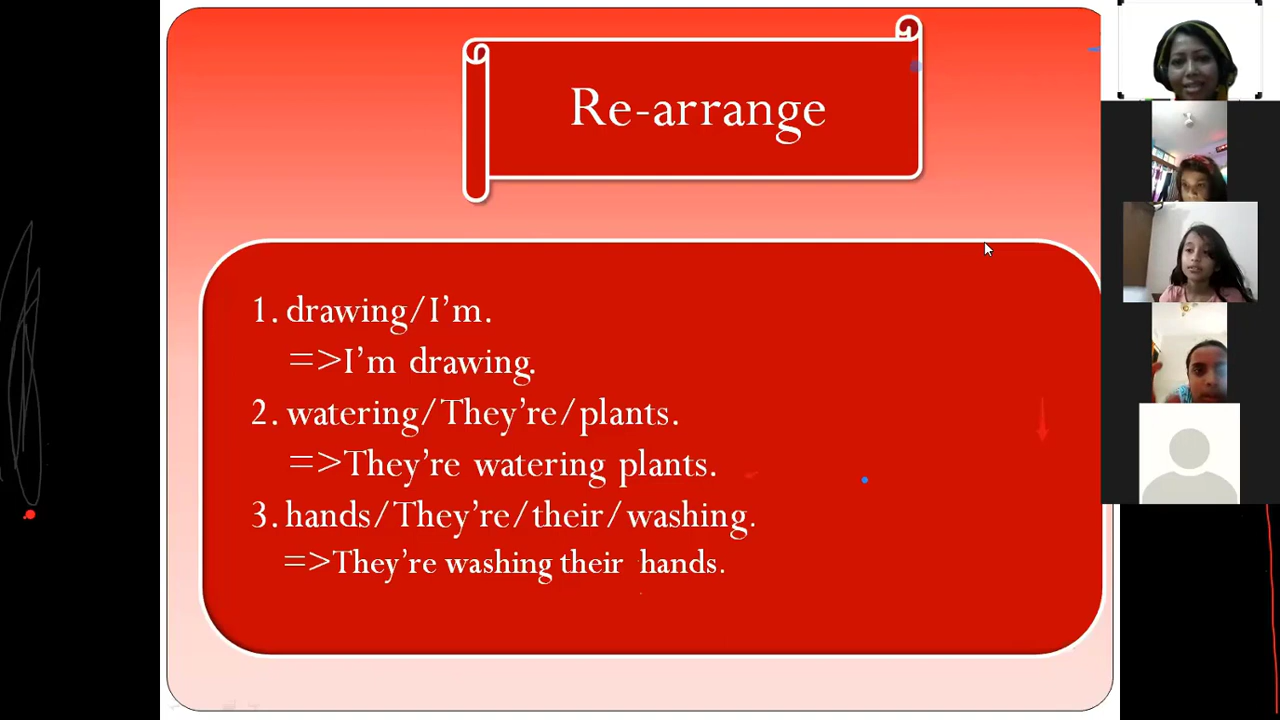 Re-arrange
1. drawing/I’m.
=>I’m drawing.
2. watering/They’re/plants.
=>They’re watering plants.
3. hands/They’re/their/washing.
=>They’re washing their hands.